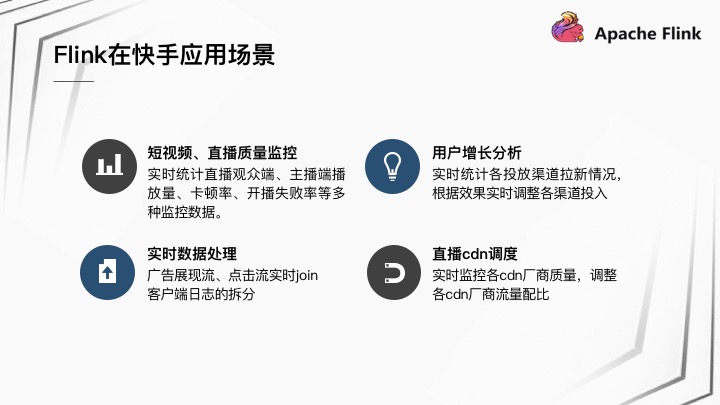 Apache Flink
Flink在快手应用场景
短视频、直播质量监控
实时统计直播观众端、主播端播
放量、卡顿率、开播失败率等多
种监控数据。
用户增长分析
实时统计各投放渠道拉新情况，
根据效果实时调整各渠道投入
实时数据处理
广告展现流、点击流实时join
客户端日志的拆分
直播cdn调度
实时监控各cdn厂商质量，调整
各cdn厂商流量配比